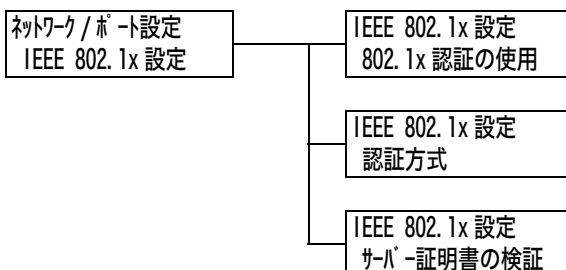 ﾈｯﾄﾜｰｸ / ﾎﾟｰﾄ設定
IEEE 802.1x 設定
IEEE 802.1x 設定
802.1x 認証の使用
IEEE 802.1x 設定
認証方式
IEEE 802.1x 設定
ｻｰﾊﾞｰ証明書の検証